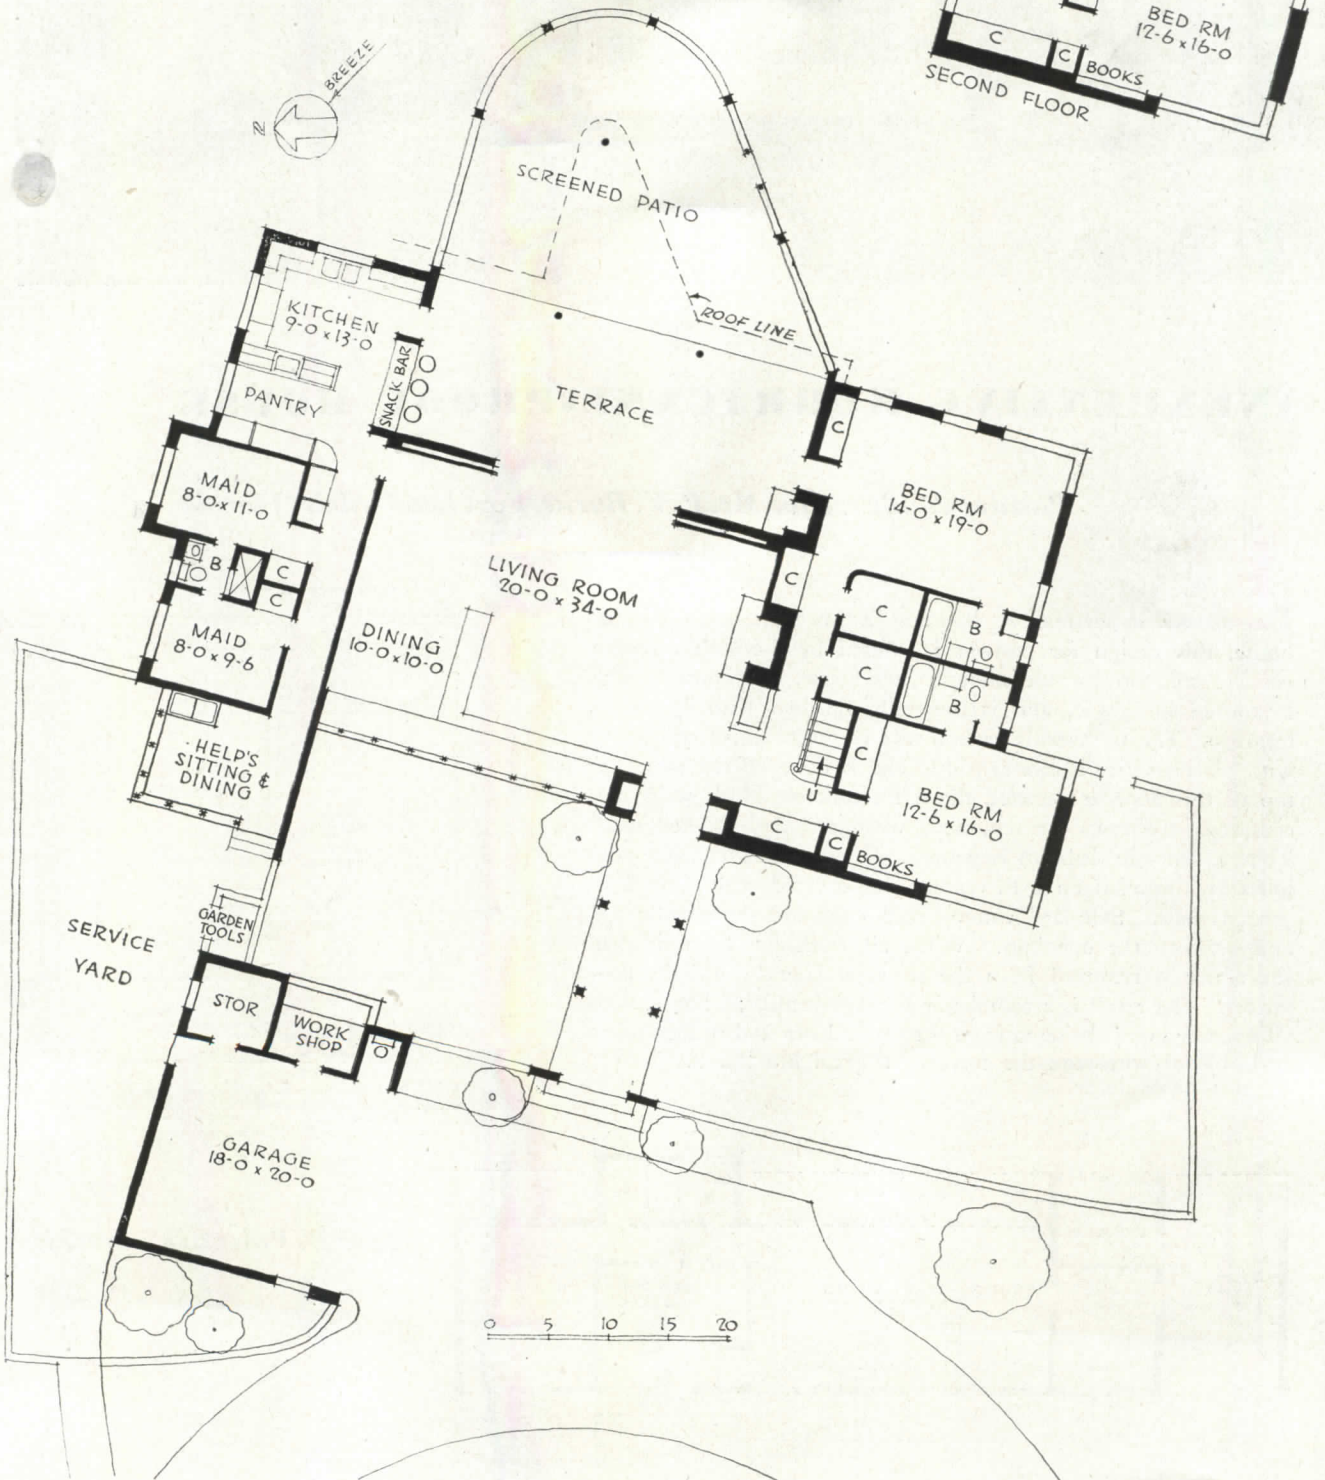 BED RM
12-6 x 16-0
C
C
BOOKS
SECOND FLOOR
BREEZE
N
SCREENED PATIO
ROOF LINE
KITCHEN
9-0 x 13-0
SNACK BAR
PANTRY
TERRACE
C
BED RM
14-0 x 19-0
MAID
8-0 x 11-0
B
C
C
LIVING ROOM
20-0 x 34-0
C
C
B
MAID
8-0 x 9-6
DINING
10-0 x 10-0
C
B
HELP'S
SITTING &
DINING
C
U
BED RM
12-6 x 16-0
C
C
BOOKS
GARDEN
TOOLS
SERVICE
YARD
STOR
WORK
SHOP
GARAGE
18-0 x 20-0
0 5 10 15 20